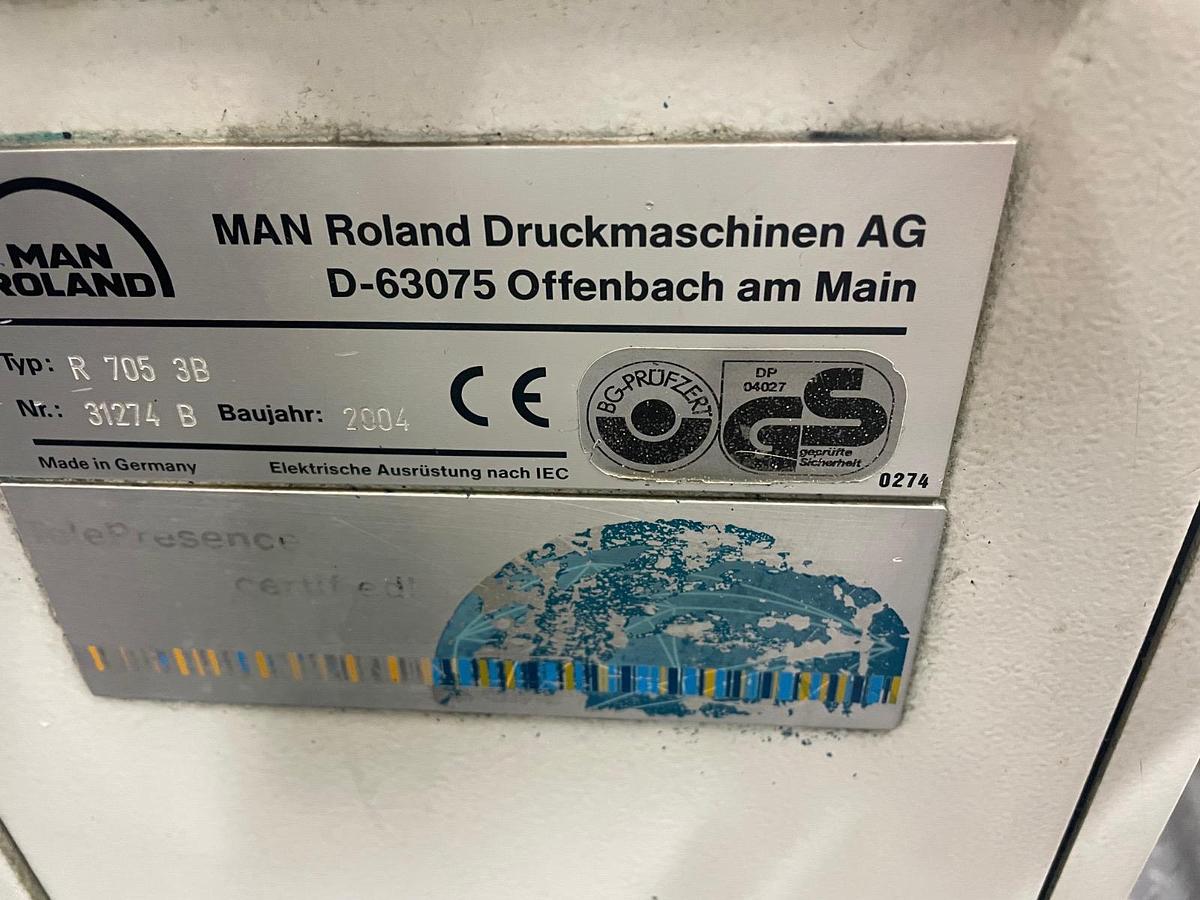 MAN
ROLAND
MAN Roland Druckmaschinen AG
D-63075 Offenbach am Main
Typ: R 705 3B
Nr.: 31274 B Baujahr: 2004
CE
BG-PRÜFZERT
DP
04027
GS
geprüfte
Sicherheit
Made in Germany
Elektrische Ausrüstung nach IEC
0274
TelePresence
certified!